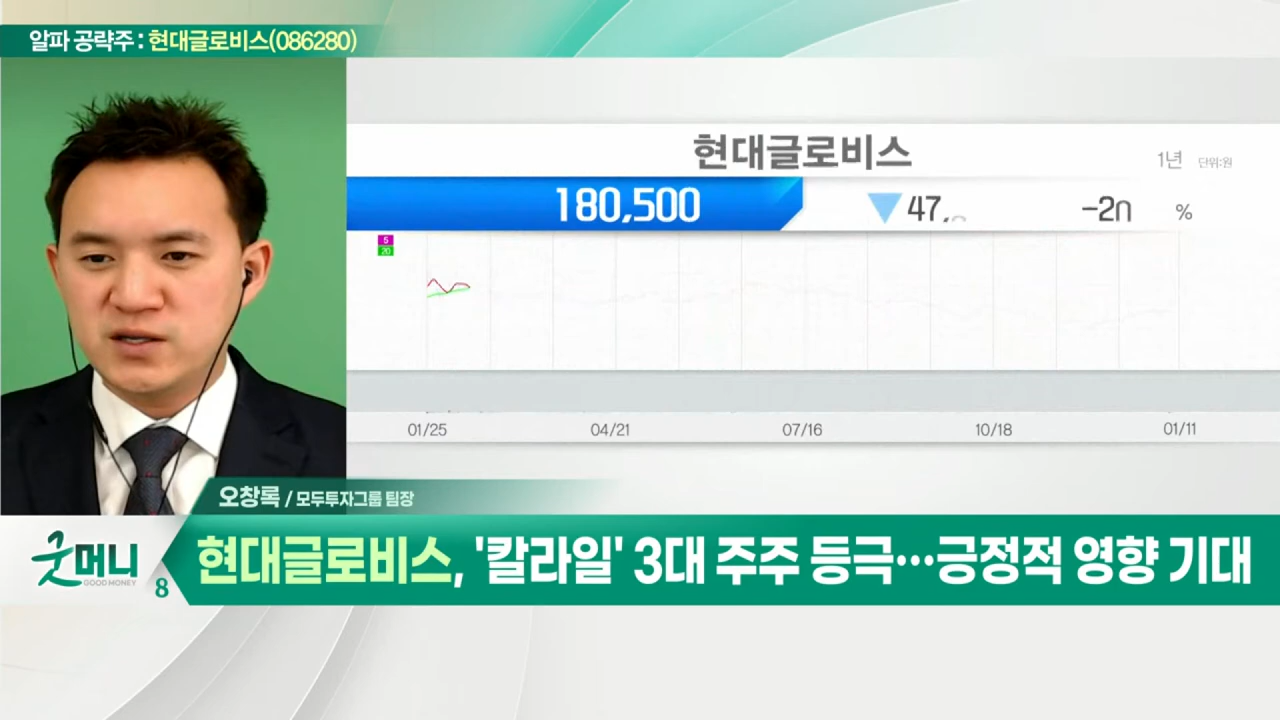 알파 공략주 : 현대글로비스(086280)
현대글로비스
1년 단위:원
180,500 ▼ 47, -20 %
5
20
01/25 04/21 07/16 10/18 01/11
오창록 / 모두투자그룹 팀장
굿머니
GOOD MONEY
8
현대글로비스, '칼라일' 3대 주주 등극…긍정적 영향 기대